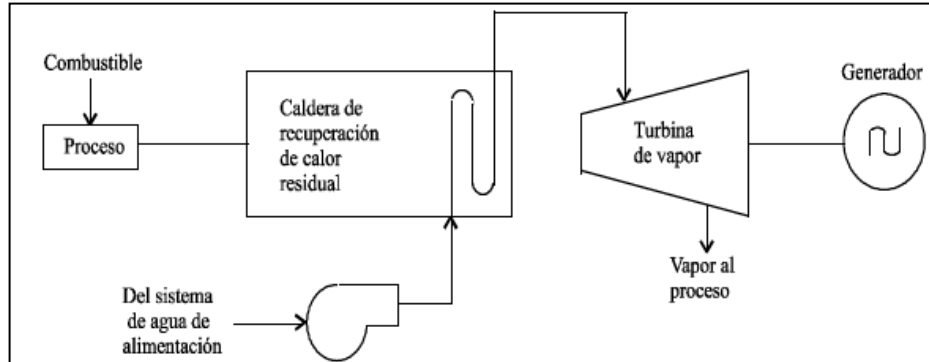 Combustible
Proceso
Caldera de
recuperación
de calor
residual
Turbina
de vapor
Generador
Vapor al
proceso
Del sistema
de agua de
alimentación